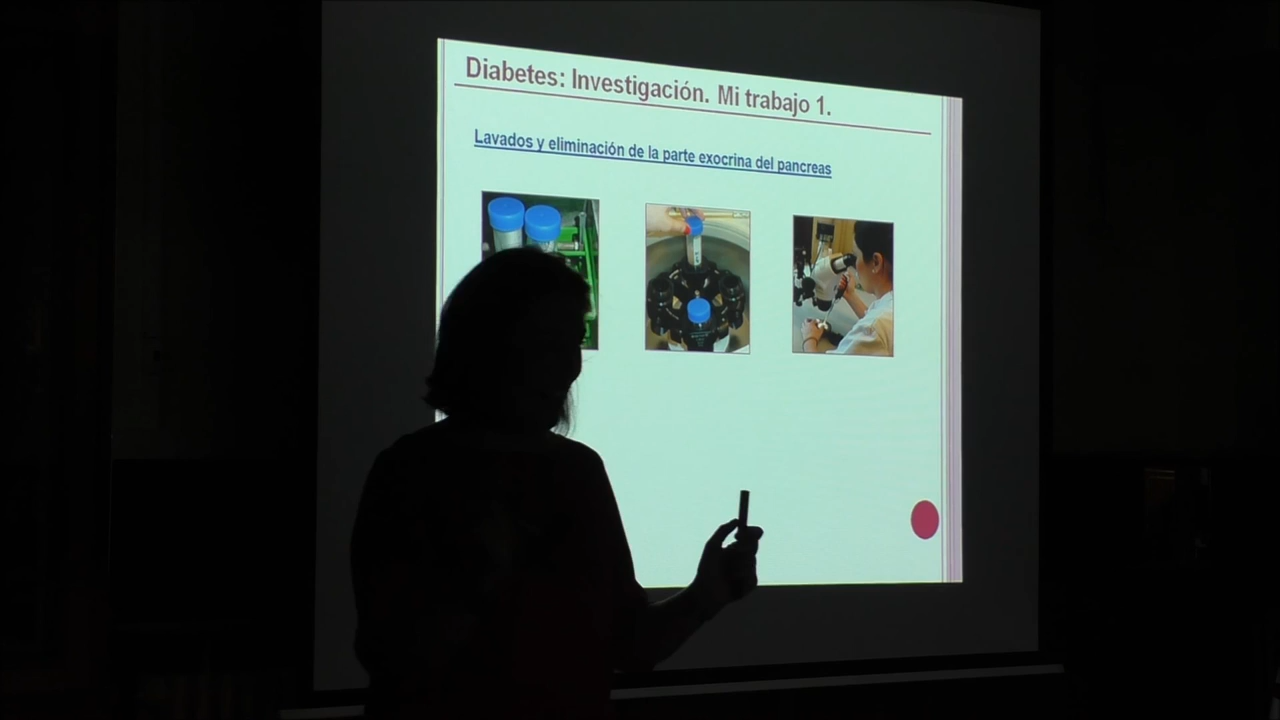 Diabetes: Investigación. Mi trabajo 1.
Lavados y eliminación de la parte exocrina del pancreas